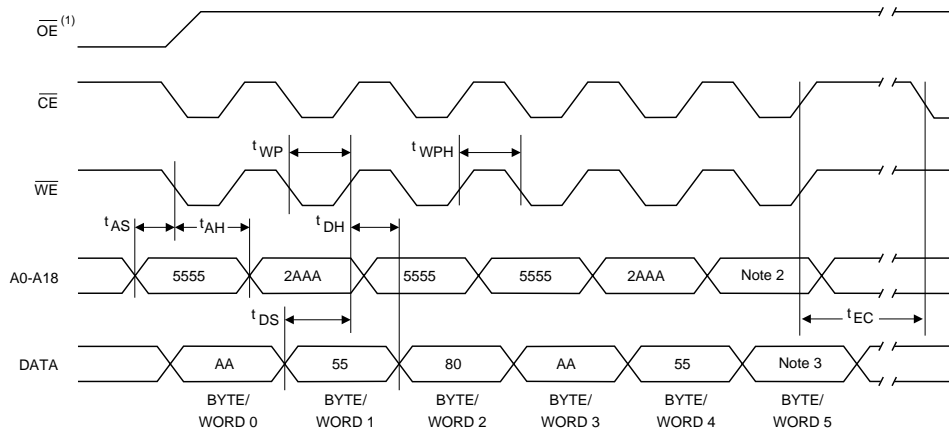 OE (1)
CE
t WP
t WPH
WE
t AS
t AH
t DH
A0-A18
5555
2AAA
5555
5555
2AAA
Note 2
t DS
t EC
DATA
AA
55
80
AA
55
Note 3
BYTE/
WORD 0
BYTE/
WORD 1
BYTE/
WORD 2
BYTE/
WORD 3
BYTE/
WORD 4
BYTE/
WORD 5